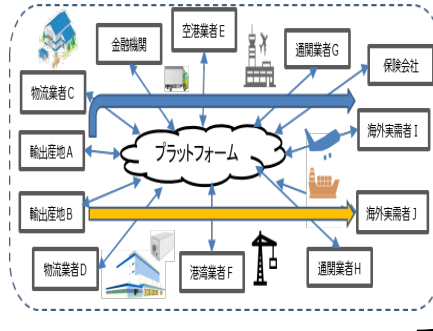 金融機関
空港業者E
通関業者G
保険会社
物流業者C
輸出産地A
プラットフォーム
海外実需者I
輸出産地B
海外実需者J
物流業者D
港湾業者F
通関業者H